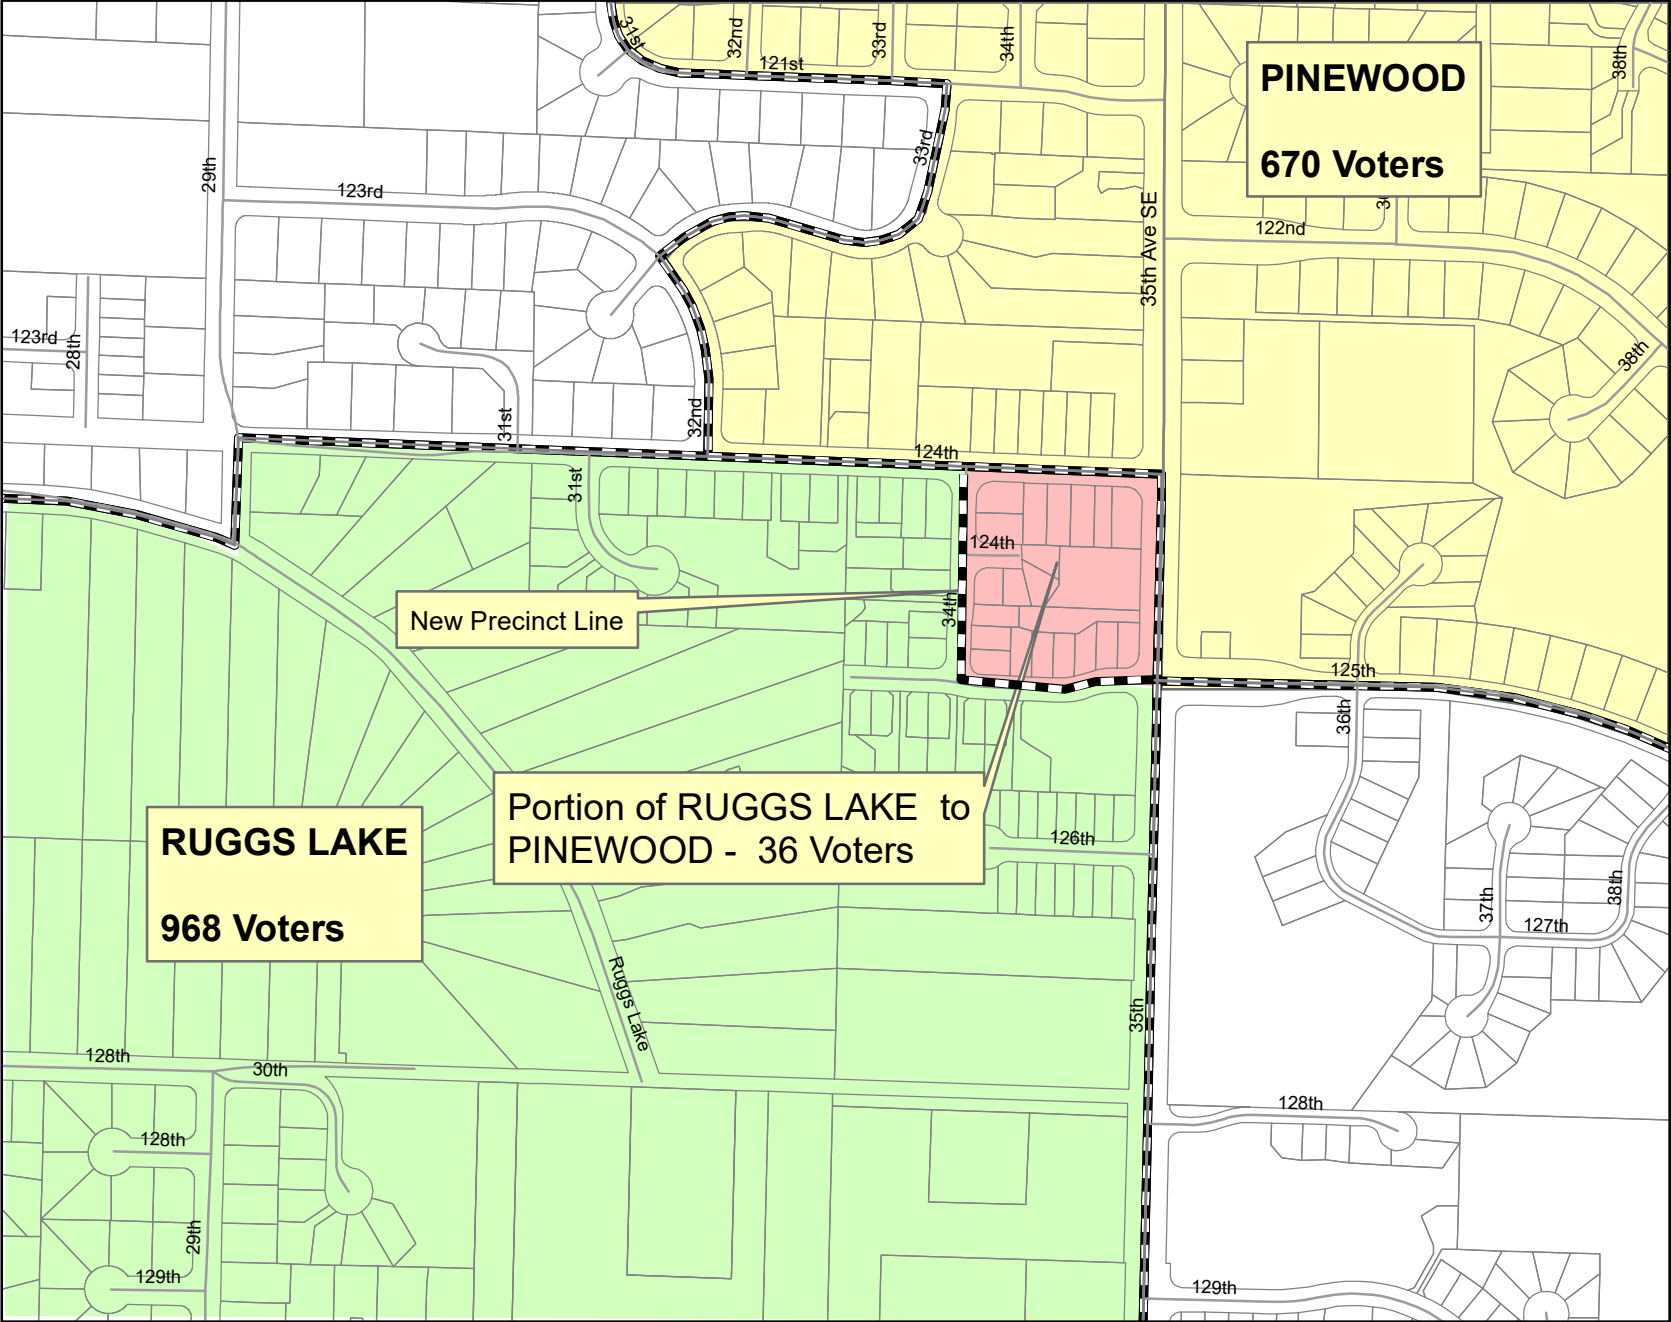 31st
32nd
33rd
34th
38th
121st
PINEWOOD
670 Voters
29th
33rd
123rd
35th Ave SE
122nd
123rd
28th
38th
31st
32nd
124th
31st
124th
New Precinct Line
34th
125th
36th
Portion of RUGGS LAKE to
PINEWOOD - 36 Voters
RUGGS LAKE
968 Voters
126th
37th
38th
127th
Ruggs Lake
35th
128th
30th
128th
128th
29th
129th
129th